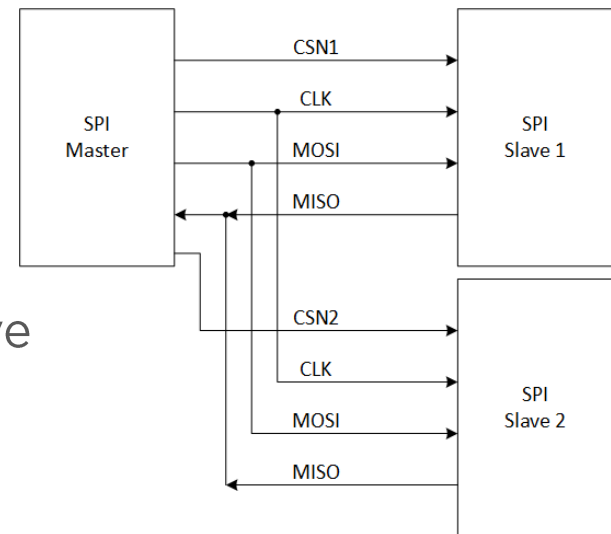 CSN1
CLK
SPI
Master
MOSI
MISO
SPI
Slave 1
CSN2
CLK
MOSI
MISO
SPI
Slave 2